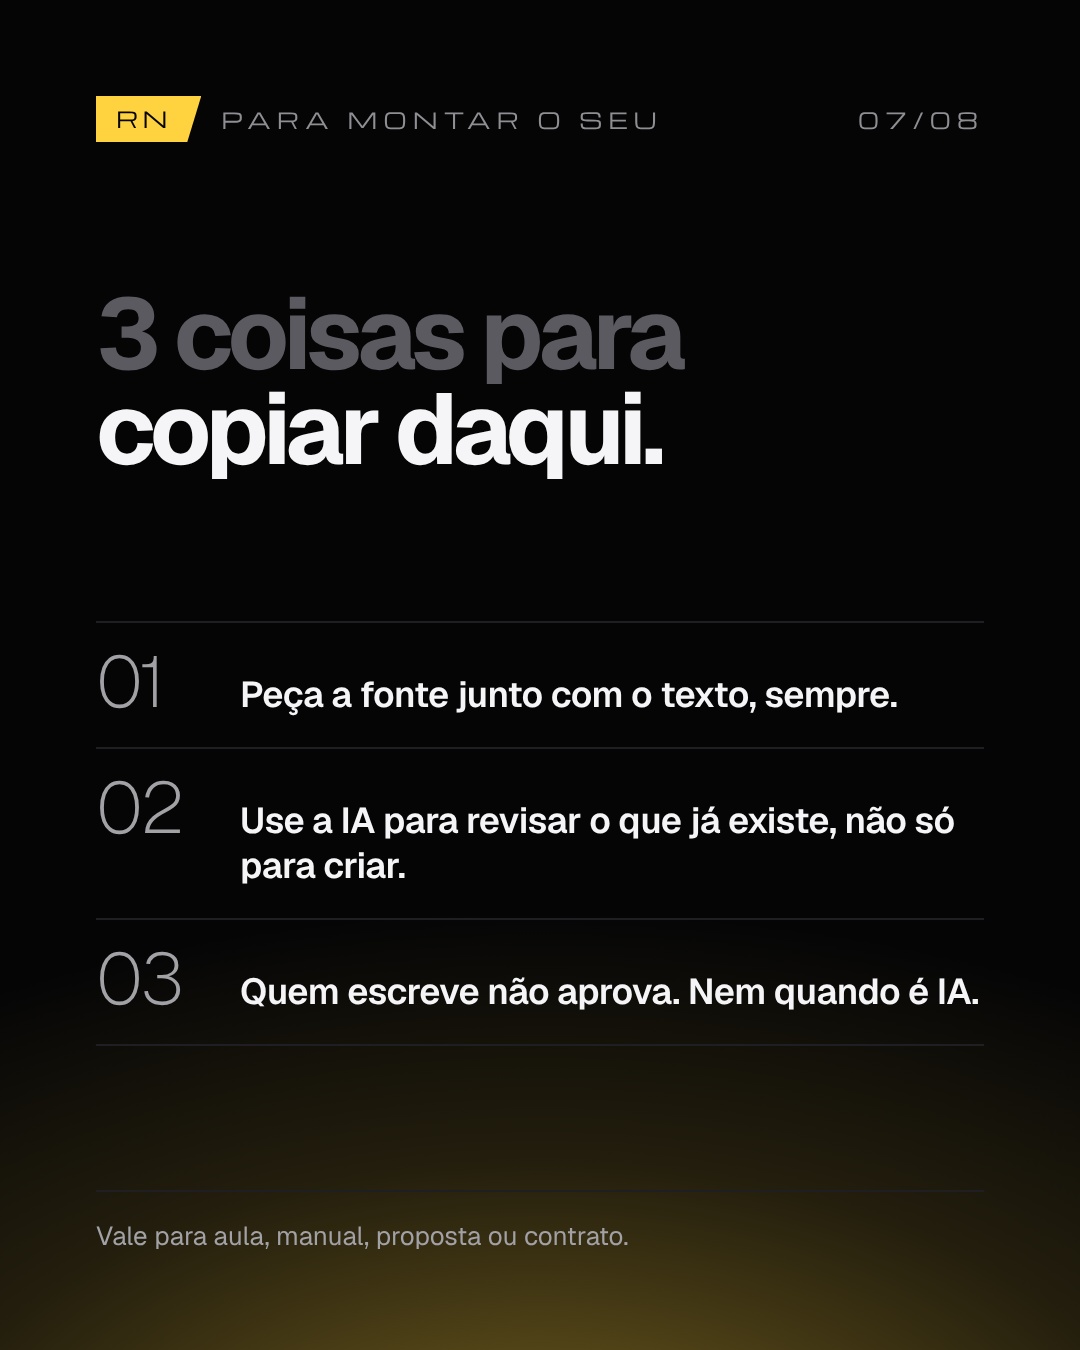 RN PARA MONTAR O SEU 07/08
3 coisas para
copiar daqui.
01 Peça a fonte junto com o texto, sempre.
02 Use a IA para revisar o que já existe, não só
para criar.
03 Quem escreve não aprova. Nem quando é IA.
Vale para aula, manual, proposta ou contrato.